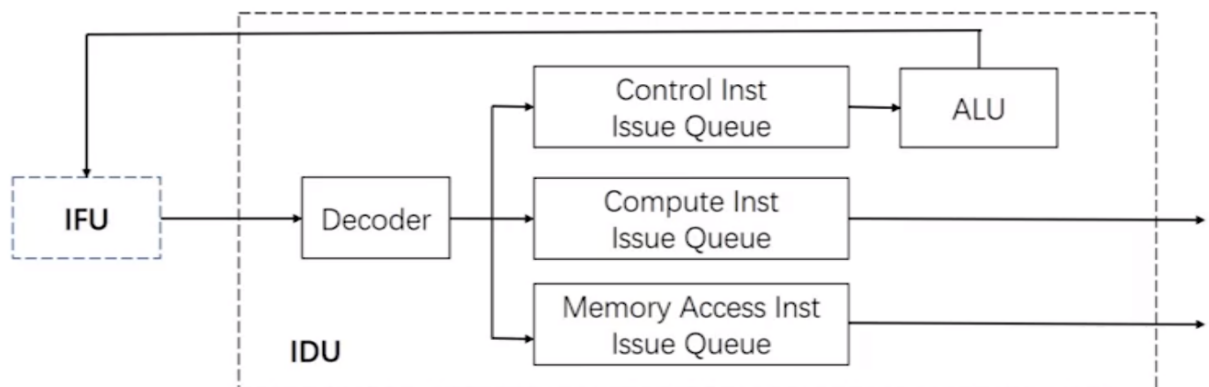 Control Inst
Issue Queue
ALU
IFU
Decoder
Compute Inst
Issue Queue
Memory Access Inst
Issue Queue
IDU